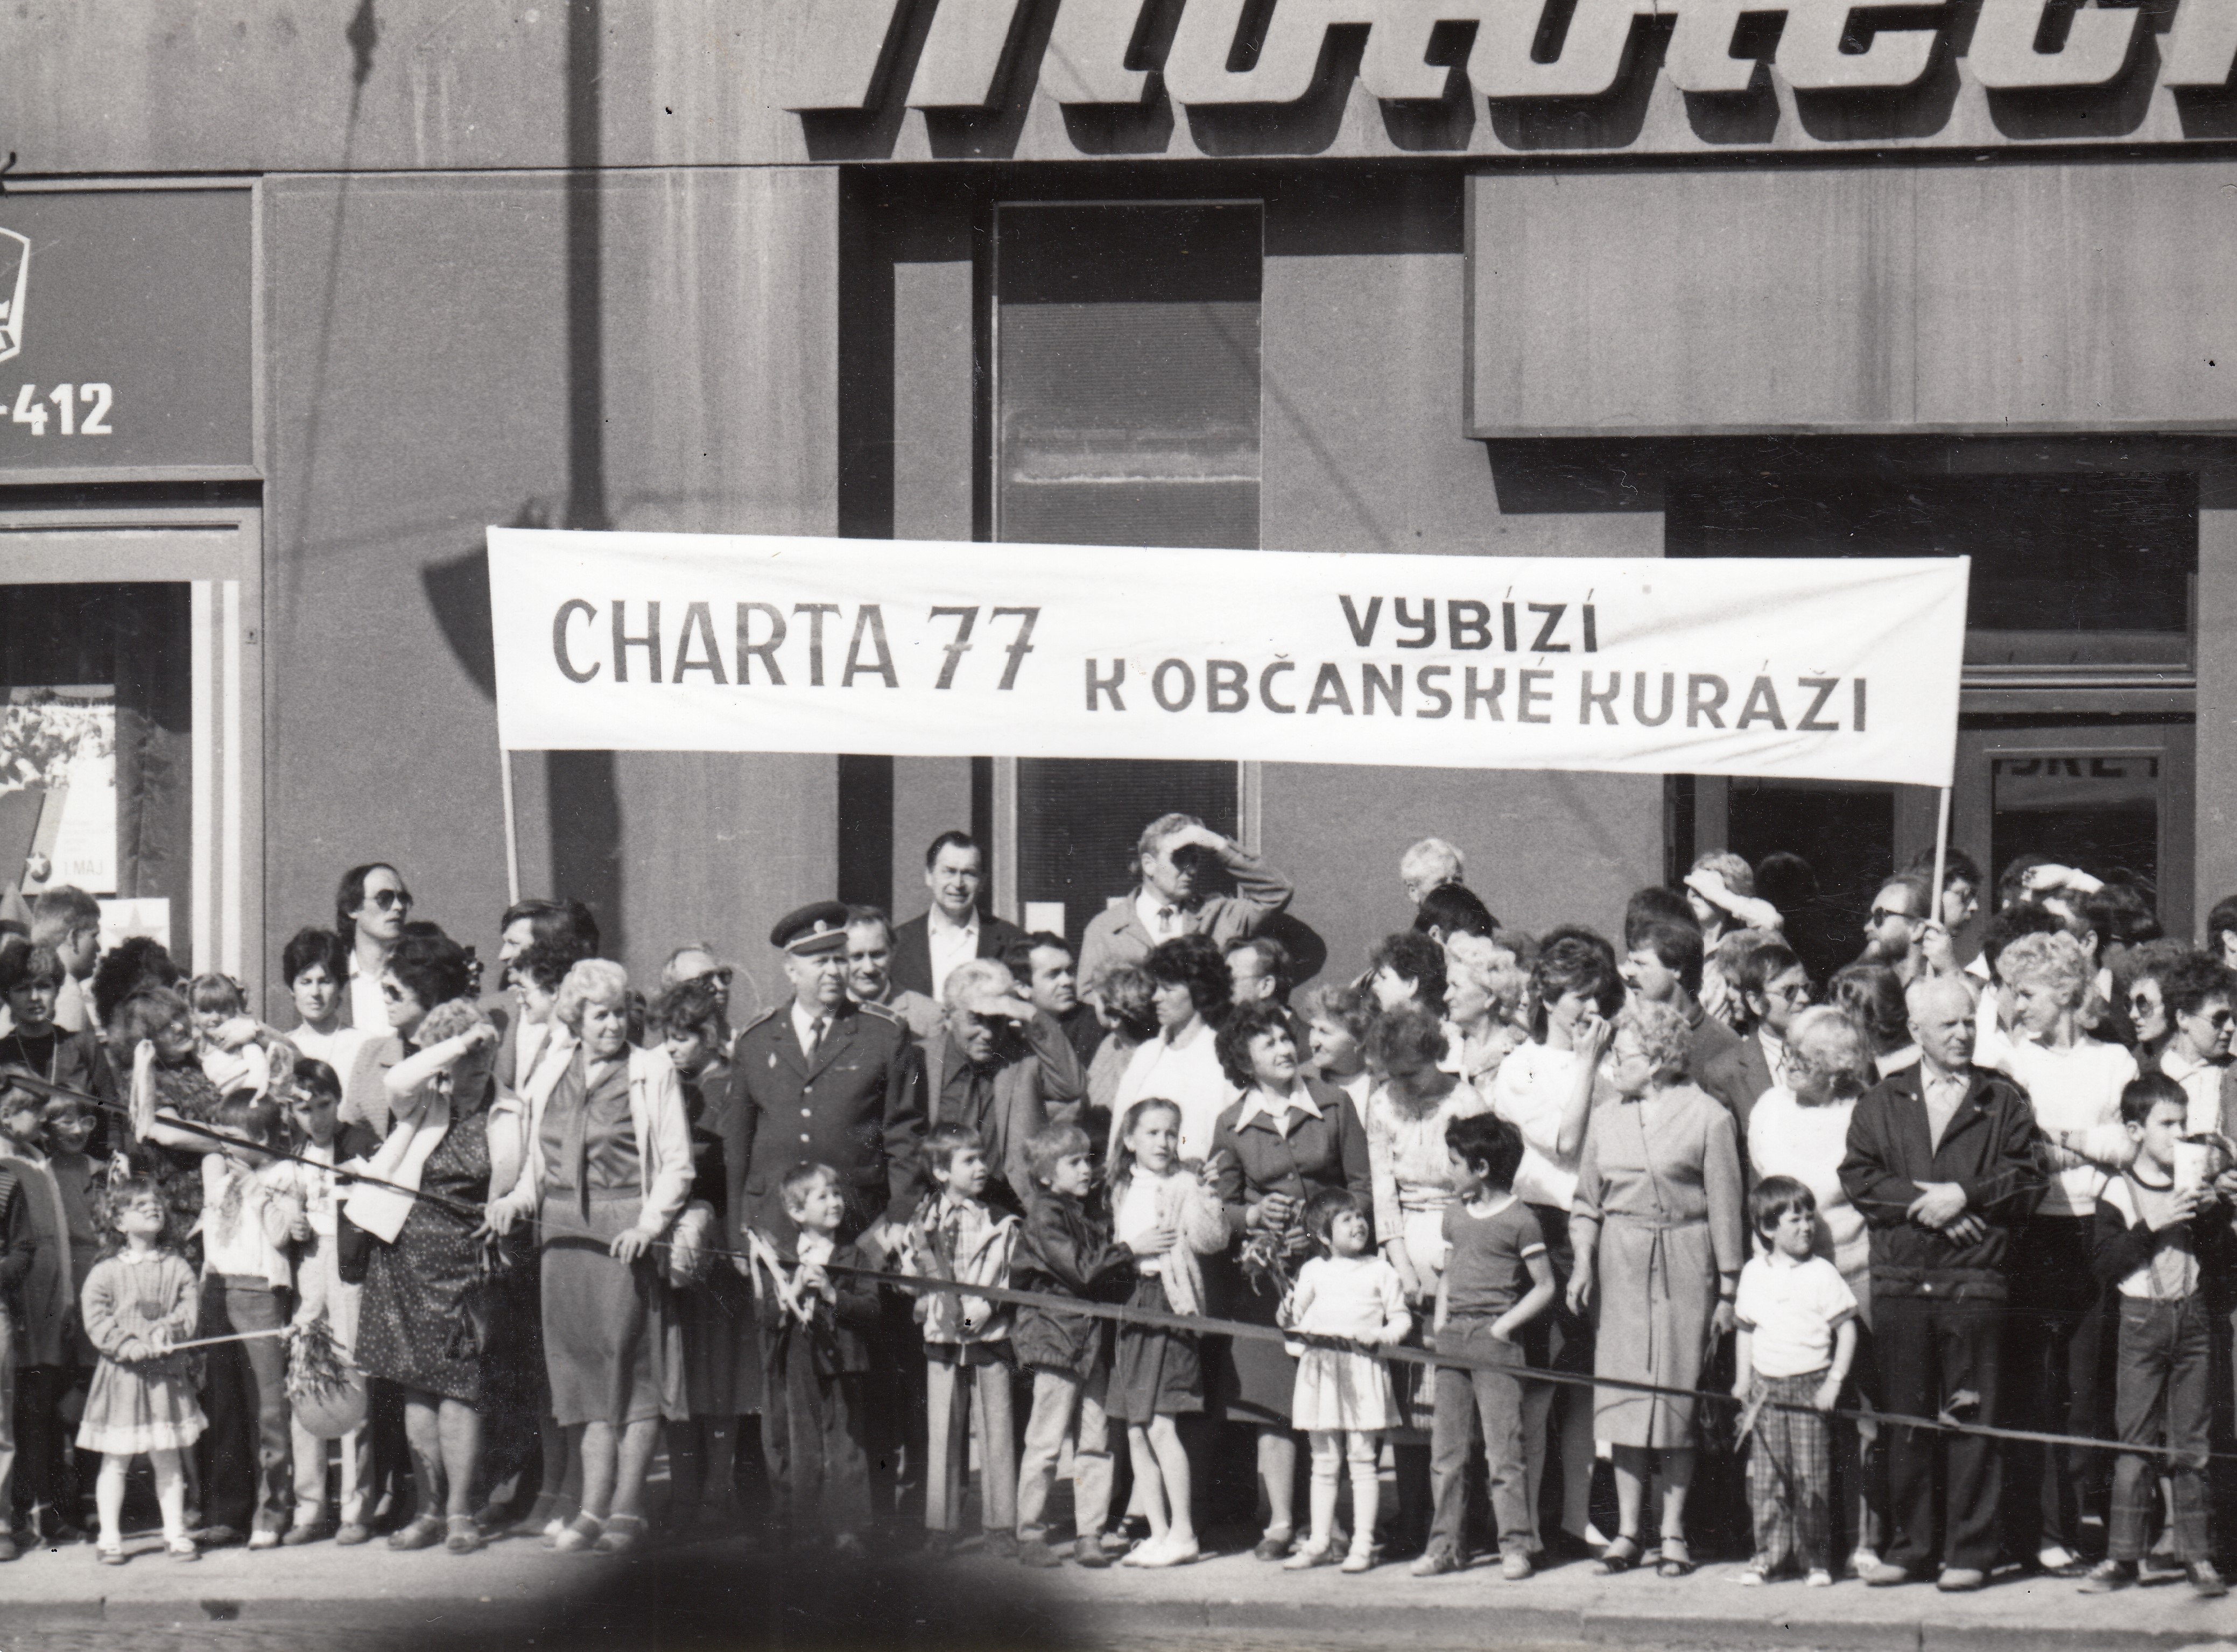 -412
CHARTA 77
VYBÍZÍ
K OBČANSKÉ KURÁŽI
1. MÁJ